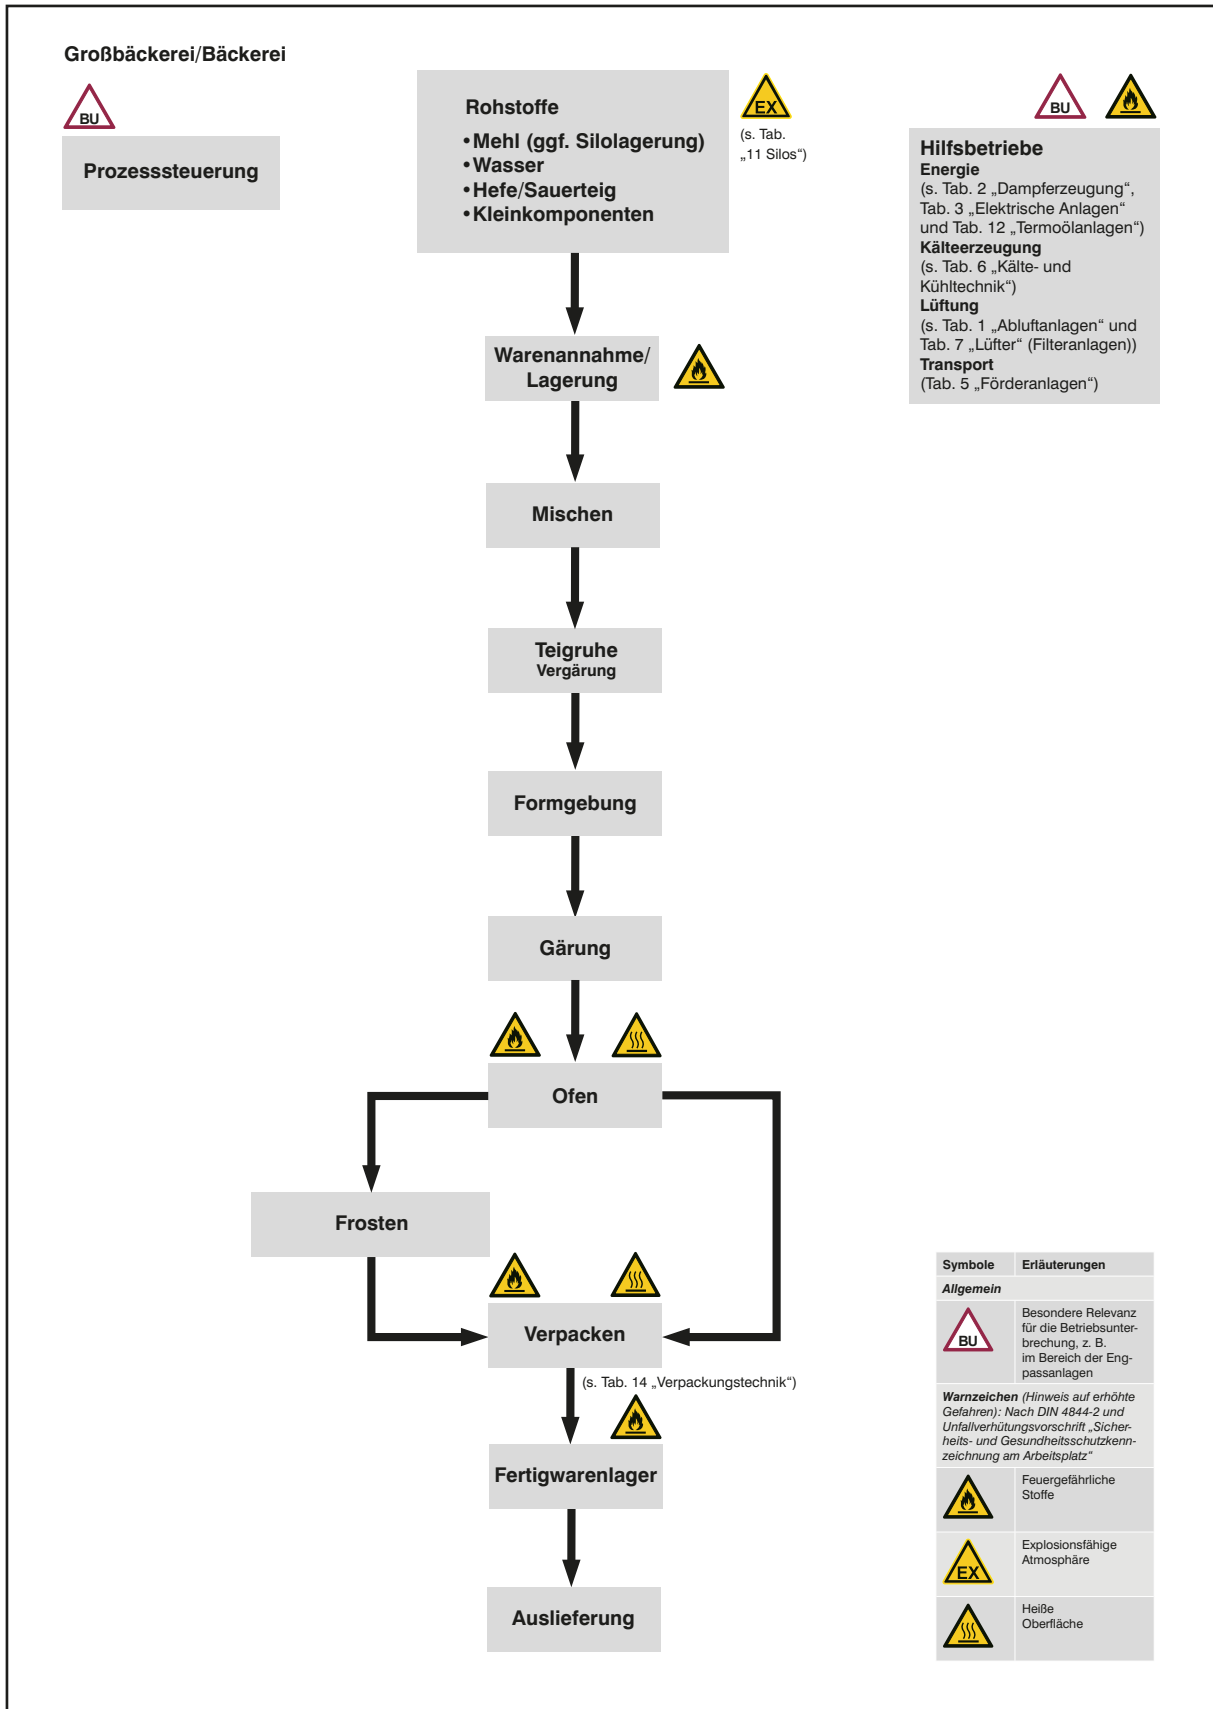 Großbäckerei/Bäckerei
BU
Prozesssteuerung
Rohstoffe
• Mehl (ggf. Silolagerung)
• Wasser
• Hefe/Sauerteig
• Kleinkomponenten
EX
(s. Tab.
„11 Silos“)
BU
Hilfsbetriebe
Energie
(s. Tab. 2 „Dampferzeugung“,
Tab. 3 „Elektrische Anlagen“
und Tab. 12 „Termoölanlagen“)
Kälteerzeugung
(s. Tab. 6 „Kälte- und
Kühltechnik“)
Lüftung
(s. Tab. 1 „Abluftanlagen“ und
Tab. 7 „Lüfter“ (Filteranlagen))
Transport
(Tab. 5 „Förderanlagen“)
Warenannahme/
Lagerung
Mischen
Teigruhe
Vergärung
Formgebung
Gärung
Ofen
Frosten
Verpacken
(s. Tab. 14 „Verpackungstechnik“)
Fertigwarenlager
Auslieferung
Symbole Erläuterungen
Allgemein
BU
Besondere Relevanz
für die Betriebsunter-
brechung, z. B.
im Bereich der Eng-
passanlagen
Warnzeichen (Hinweis auf erhöhte
Gefahren): Nach DIN 4844-2 und
Unfallverhütungsvorschrift „Sicher-
heits- und Gesundheitsschutzkenn-
zeichnung am Arbeitsplatz“
Feuergefährliche
Stoffe
EX
Explosionsfähige
Atmosphäre
Heiße
Oberfläche